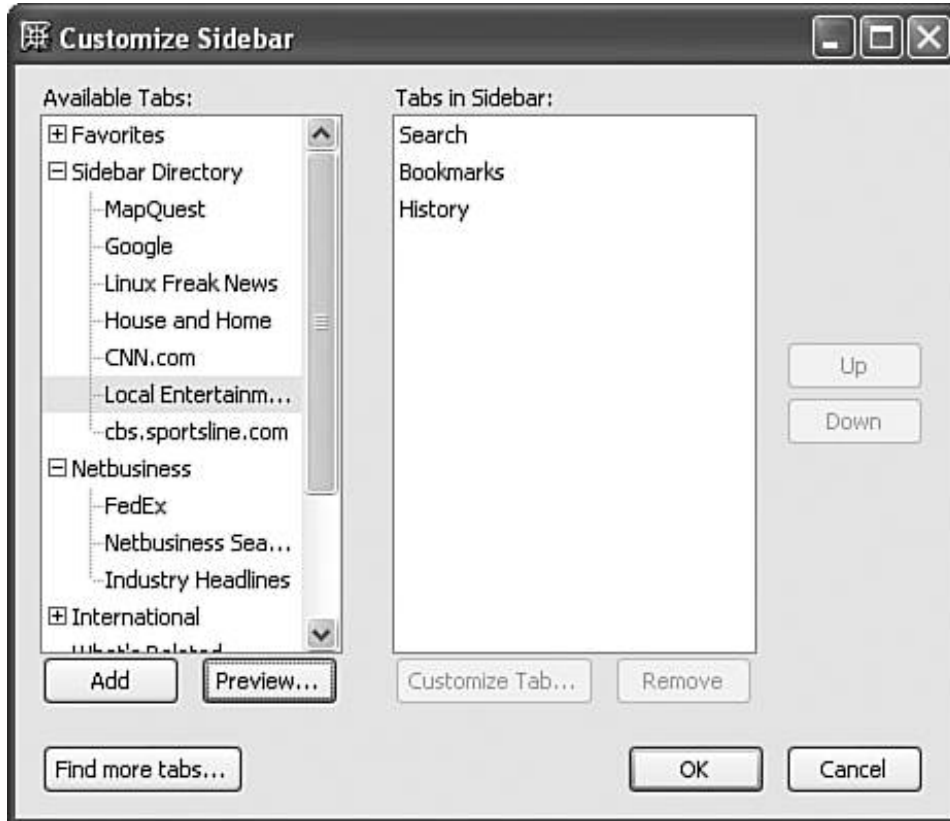 Customize Sidebar
Available Tabs:
Favorites
Sidebar Directory
MapQuest
Google
Linux Freak News
House and Home
CNN.com
Local Entertainm...
cbs.sportsline.com
Netbusiness
FedEx
Netbusiness Sea...
Industry Headlines
International
What's Related
Add Preview...
Tabs in Sidebar:
Search
Bookmarks
History
Customize Tab... Remove
Up
Down
Find more tabs...
OK Cancel